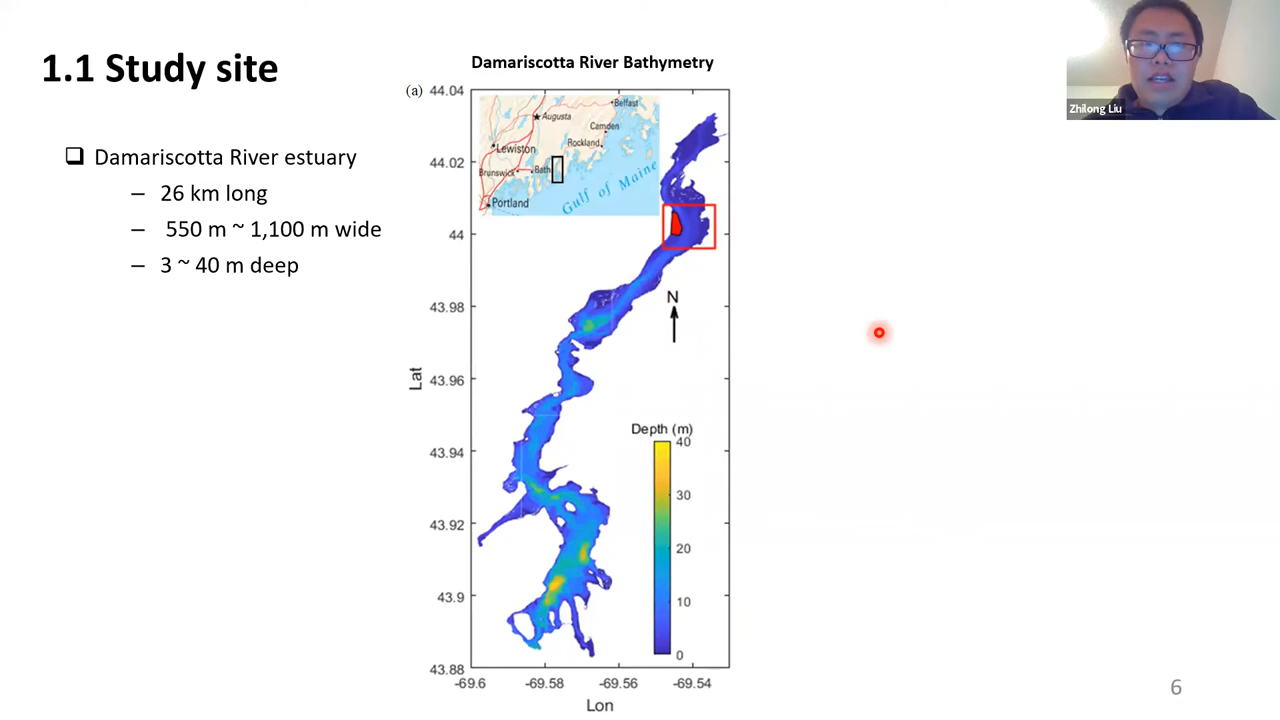 1.1 Study site
Damariscotta River estuary
– 26 km long
– 550 m ~ 1,100 m wide
– 3 ~ 40 m deep
Damariscotta River Bathymetry
(a)
44.04
44.02
44
43.98
43.96
43.94
43.92
43.9
43.88
Lat
Belfast
Augusta
Camden
Rockland
Lewiston
Brunswick
Bath
Gulf of Maine
Portland
N
Depth (m)
40
30
20
10
0
-69.6
-69.58
-69.56
-69.54
Lon
Zhilong Liu
6